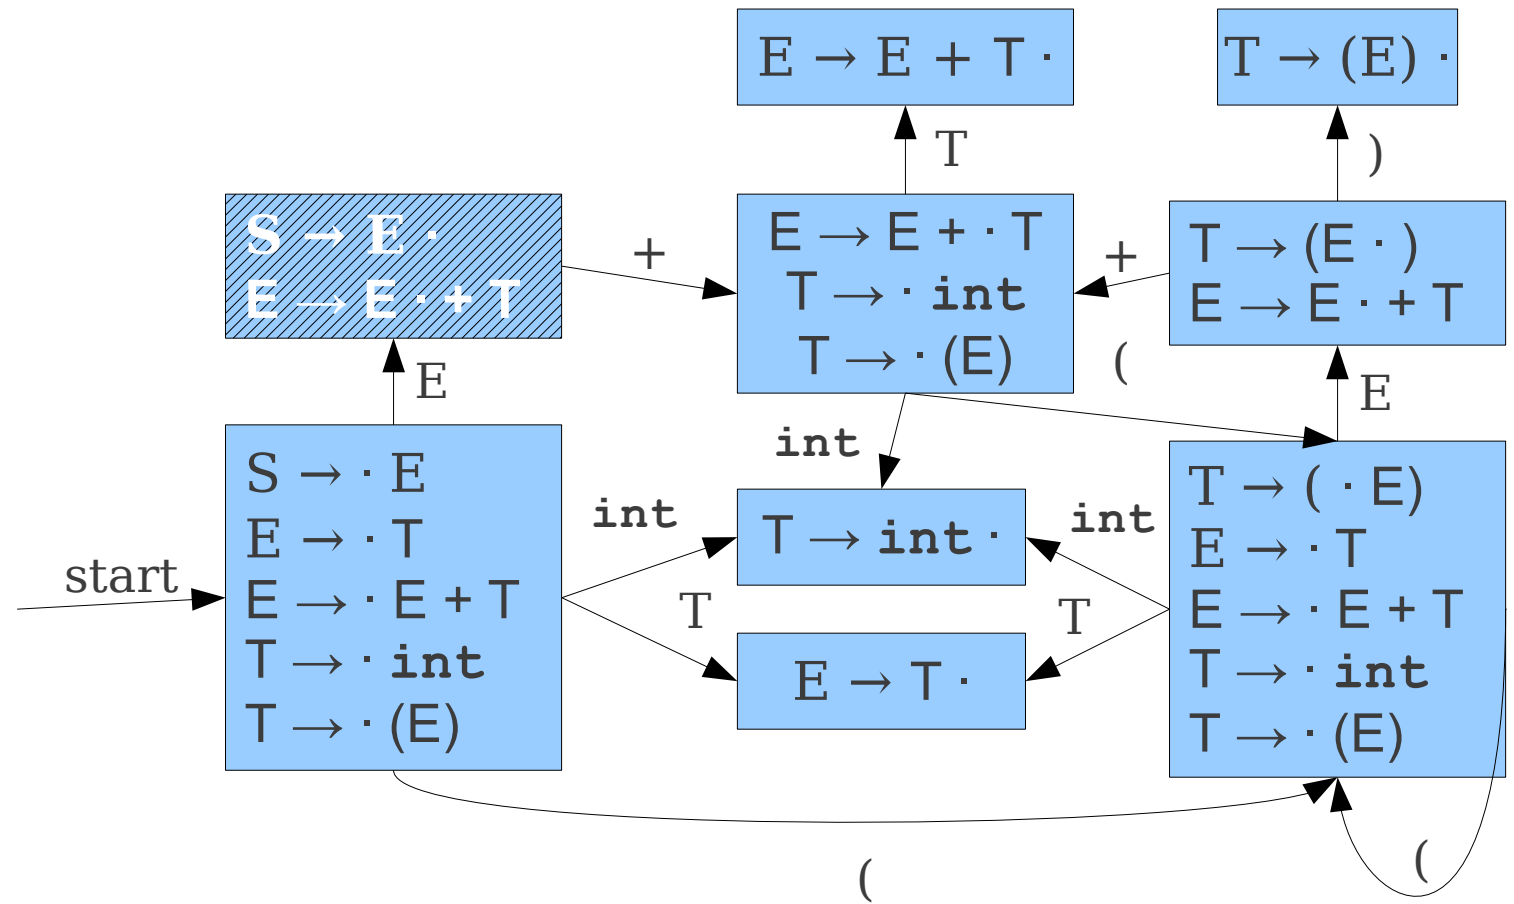 E → E + T ·
T → (E) ·
T
)
S → E ·
E → E · + T
+
E → E + · T
T → · int
T → · (E)
+
T → (E · )
E → E · + T
E
(
E
int
S → · E
E → · T
E → · E + T
T → · int
T → · (E)
start
int
T → int ·
int
T
E → T ·
T
T → ( · E)
E → · T
E → · E + T
T → · int
T → · (E)
(
(